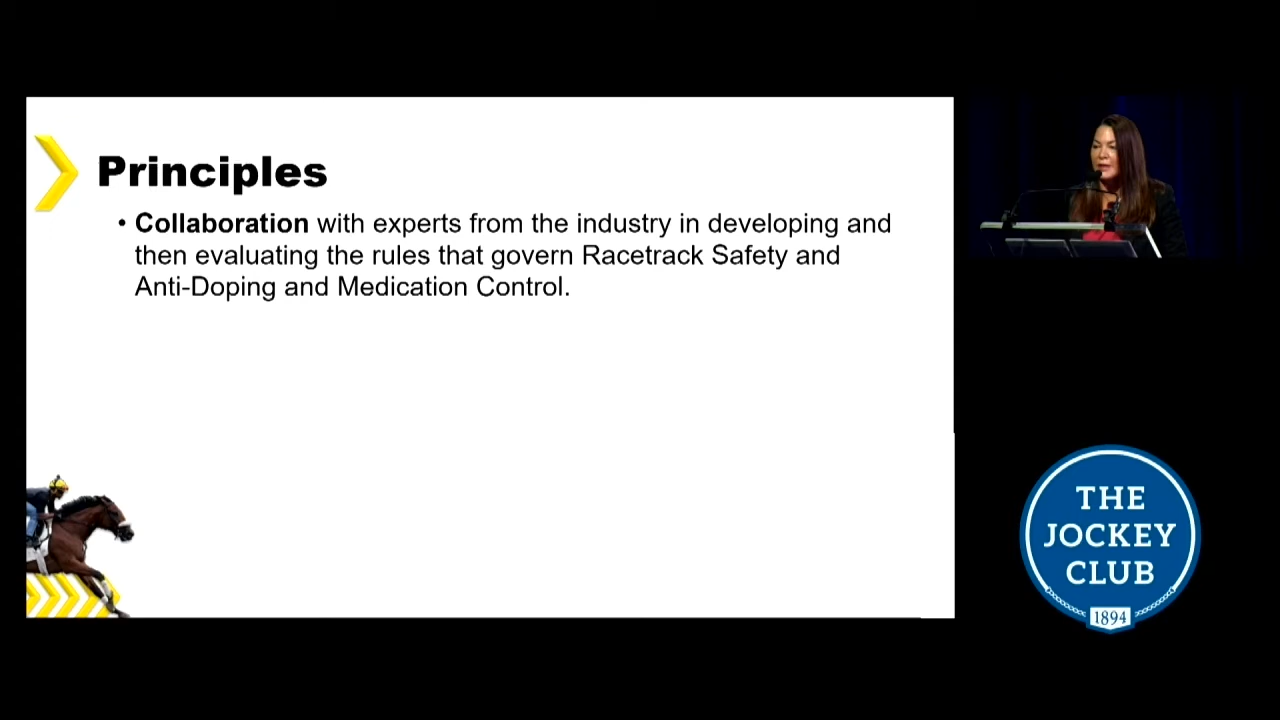 Principles
• Collaboration with experts from the industry in developing and
then evaluating the rules that govern Racetrack Safety and
Anti-Doping and Medication Control.
THE
JOCKEY
CLUB
1894